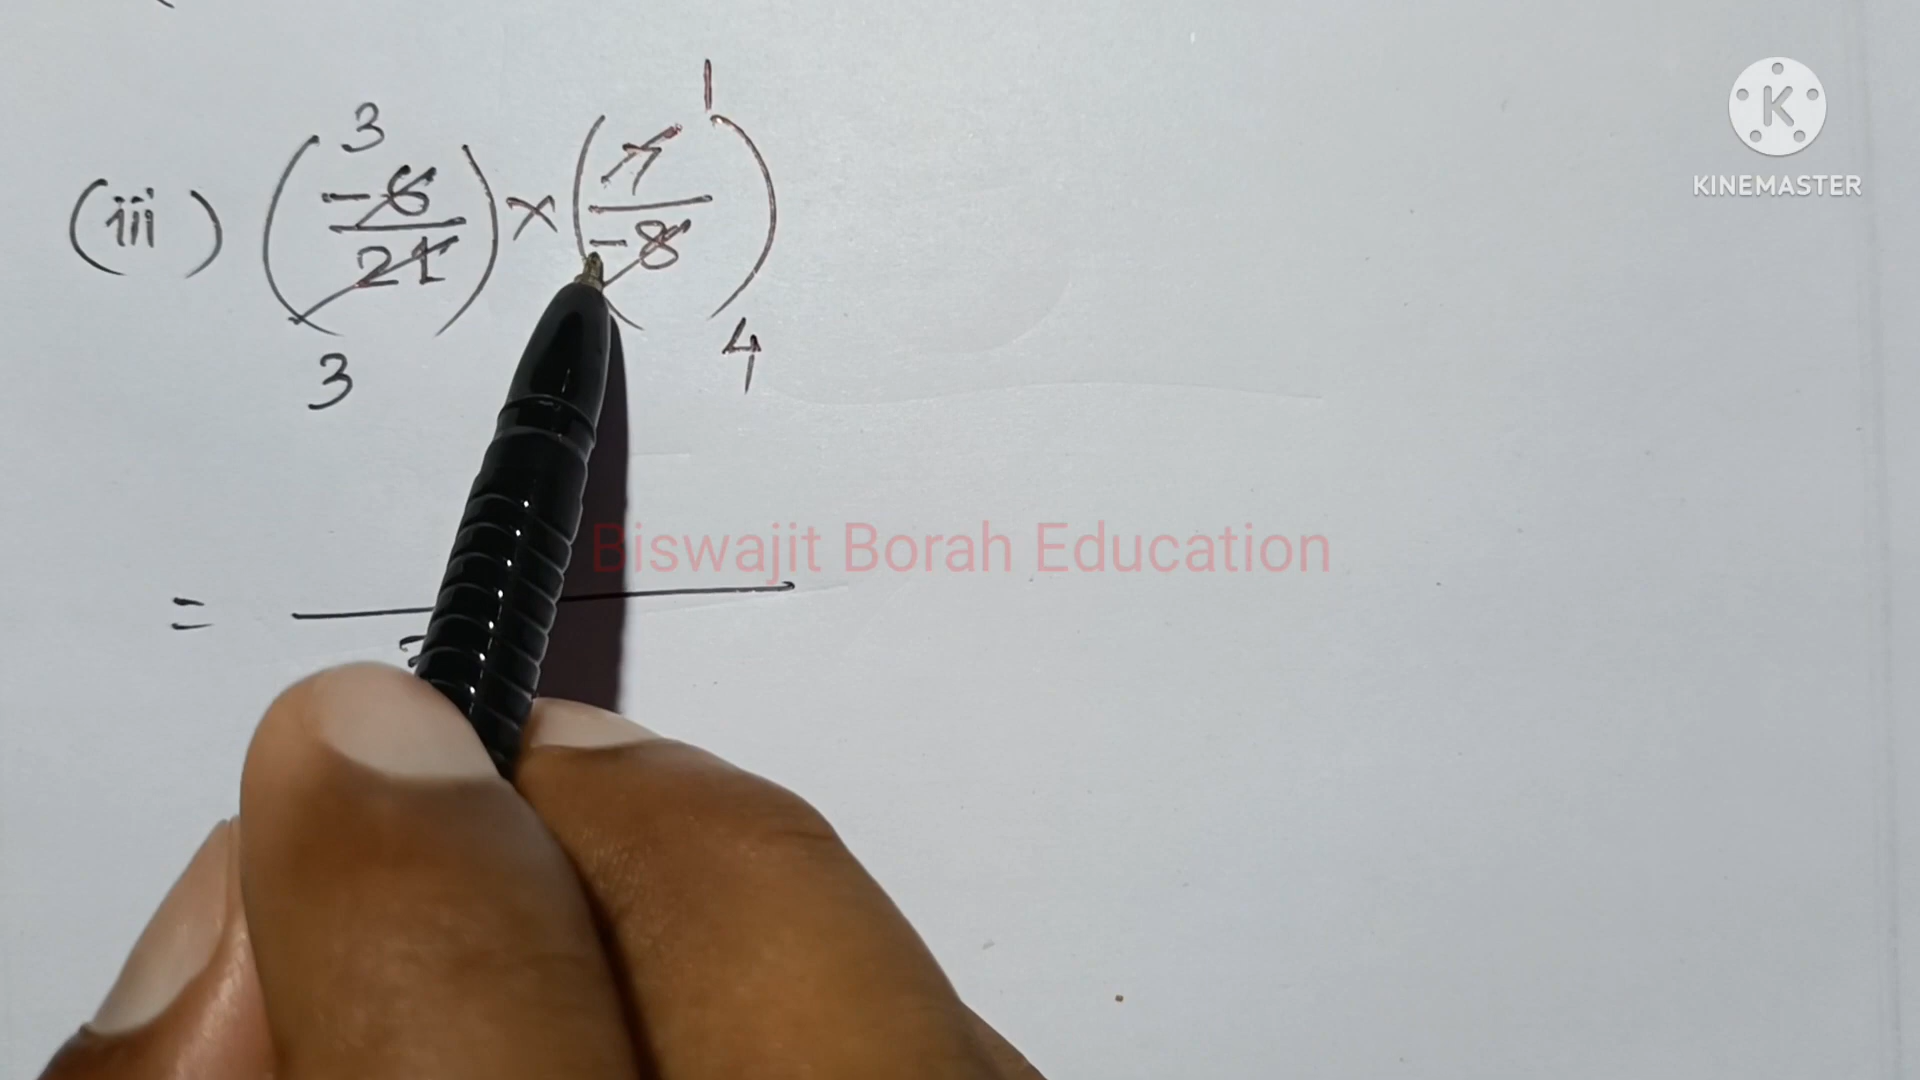 3 1
(iii) (-6/21) × (7/-8)
3 4
=
KINEMASTER
Biswajit Borah Education